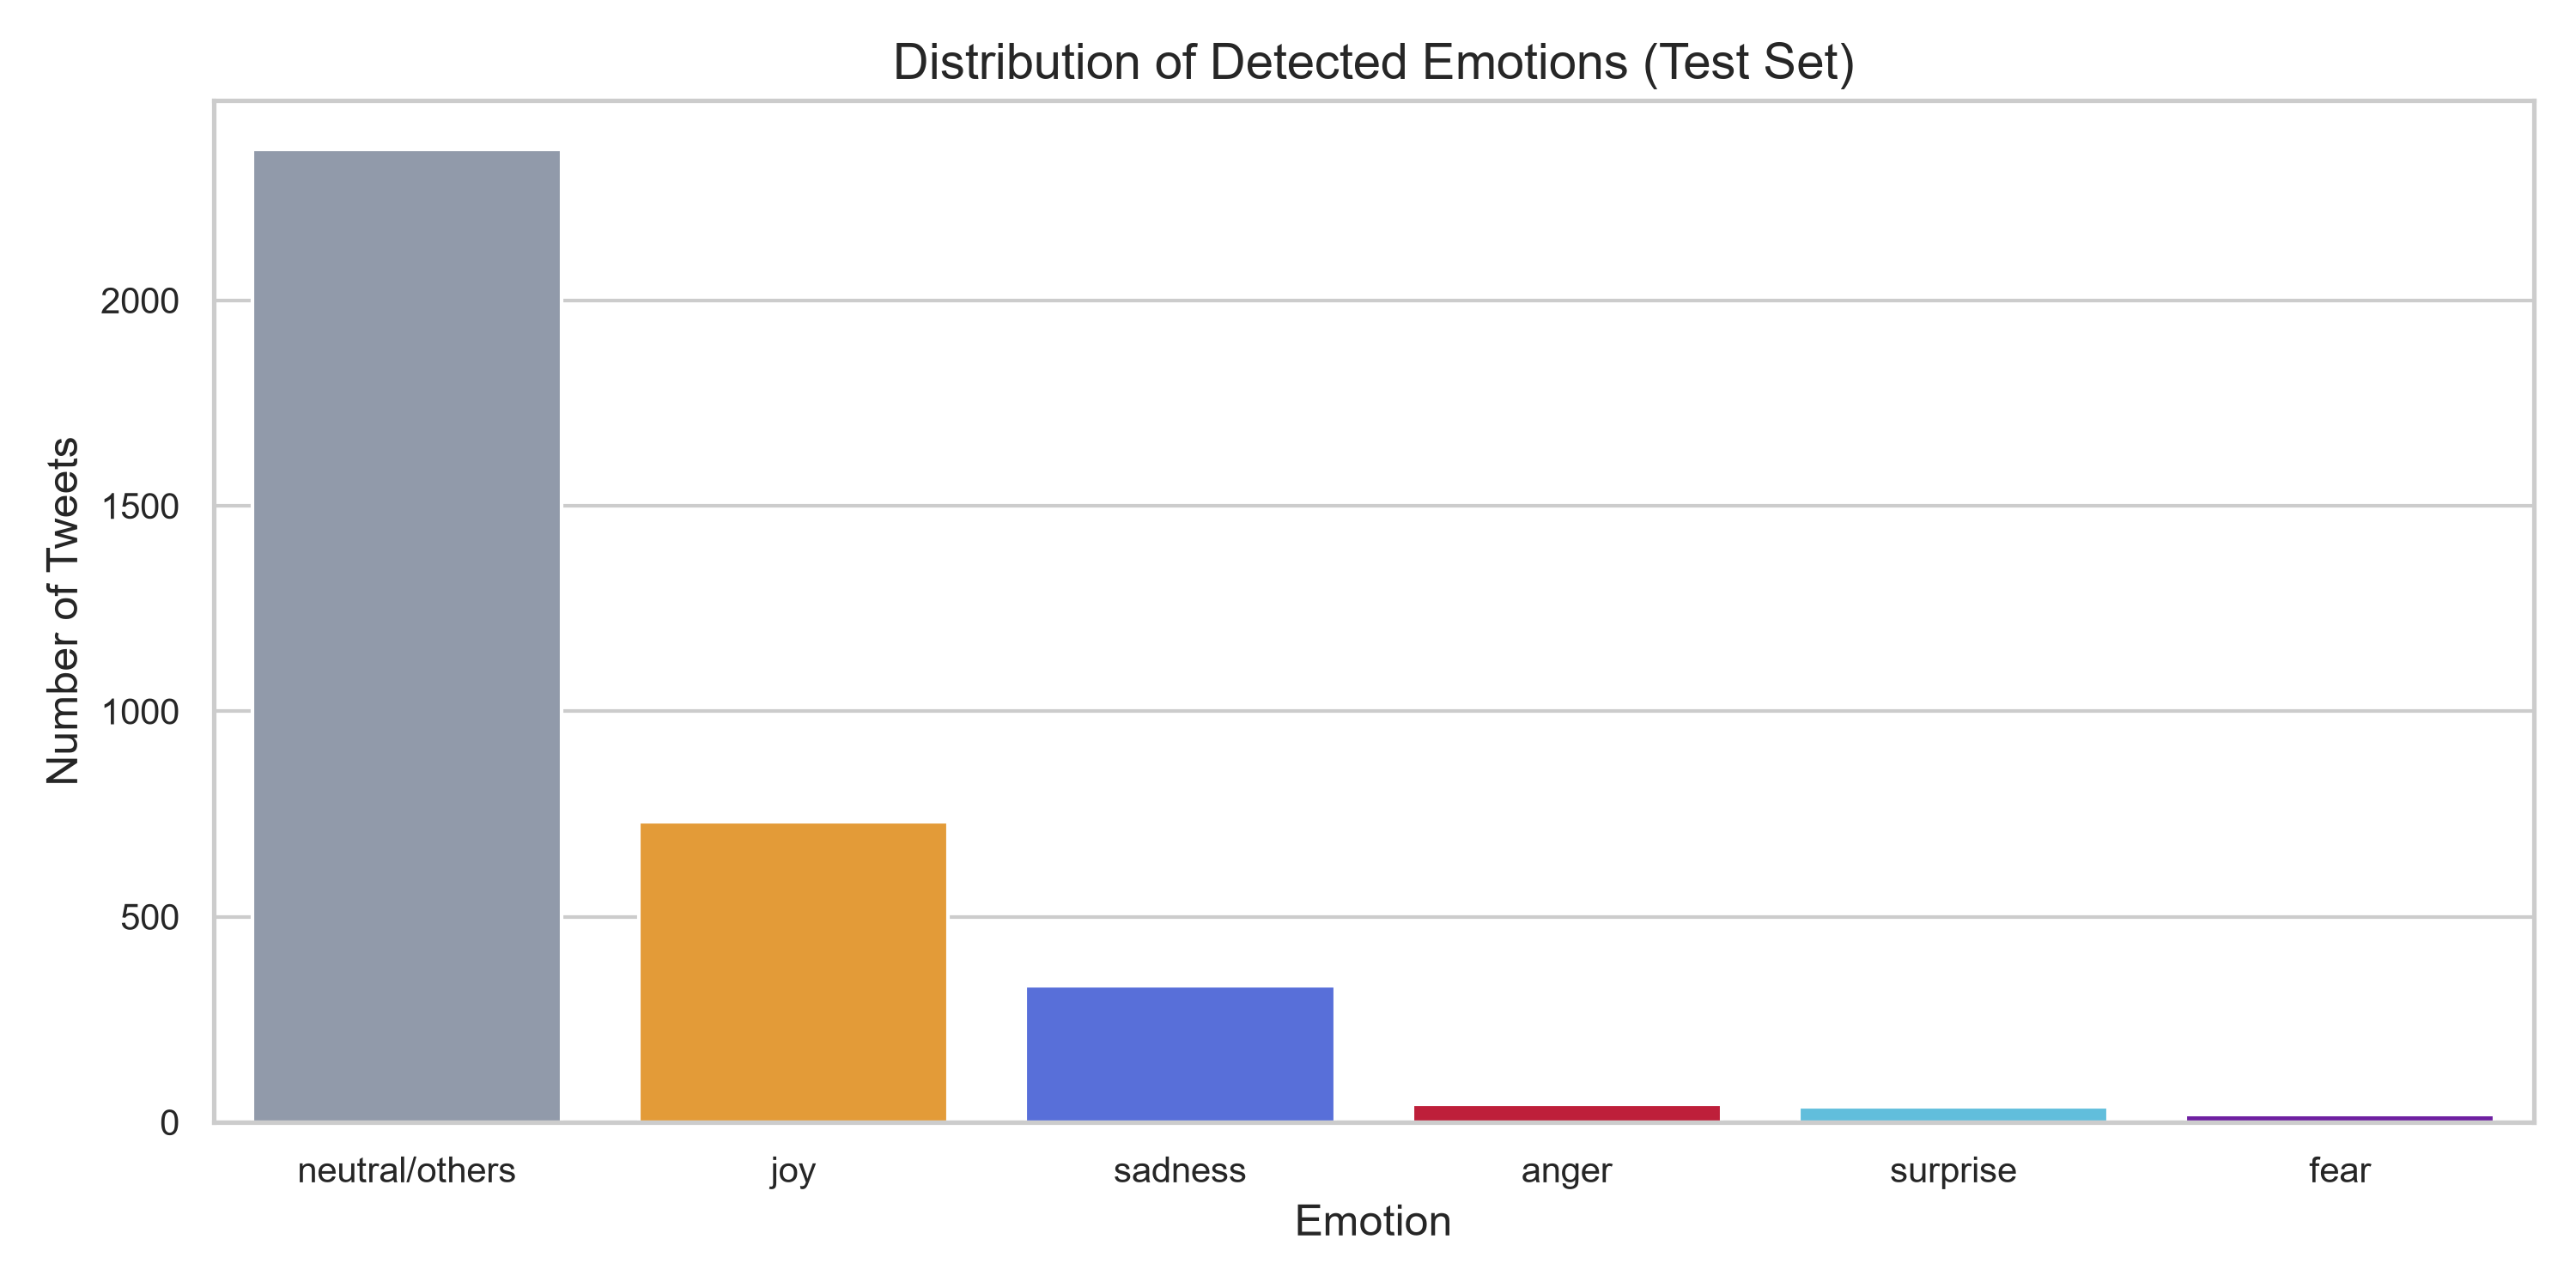 Distribution of Detected Emotions (Test Set)
Number of Tweets
2000
1500
1000
500
0
neutral/others joy sadness anger surprise fear
Emotion